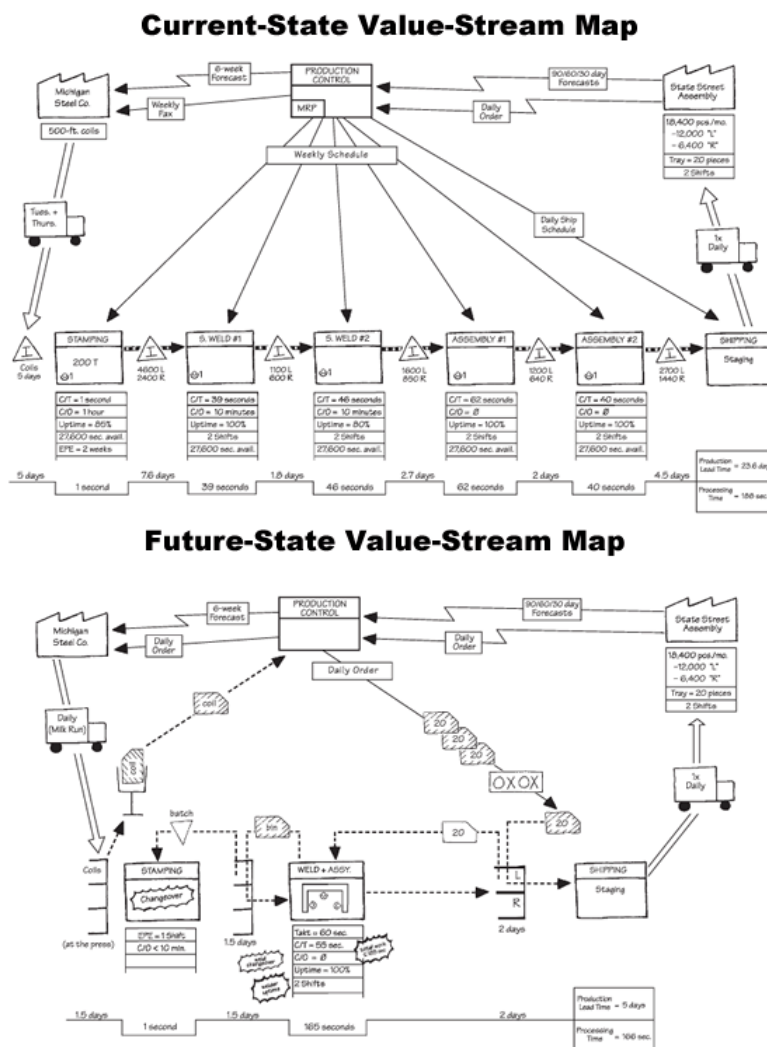 Current-State Value-Stream Map
Michigan
Steel Co.
500-ft. coils
6-week
Forecast
Weekly
Fax
PRODUCTION
CONTROL
MRP
90/60/30 day
Forecasts
Daily
Order
State Street
Assembly
18,400 pcs./mo.
-12,000 "L"
- 6,400 "R"
Tray = 20 pieces
2 Shifts
Weekly Schedule
Tues. +
Thurs.
Daily Ship
Schedule
1x
Daily
I
Coils
5 days
STAMPING
200 T
1
I
4600 L
2400 R
S. WELD #1
1
I
1100 L
600 R
S. WELD #2
1
I
1600 L
850 R
ASSEMBLY #1
1
I
1200 L
640 R
ASSEMBLY #2
1
I
2700 L
1440 R
SHIPPING
Staging
C/T = 1 second
C/O = 1 hour
Uptime = 85%
27,600 sec. avail.
EPE = 2 weeks
C/T = 39 seconds
C/O = 10 minutes
Uptime = 100%
2 Shifts
27,600 sec. avail.
C/T = 46 seconds
C/O = 10 minutes
Uptime = 80%
2 Shifts
27,600 sec. avail.
C/T = 62 seconds
C/O = Ø
Uptime = 100%
2 Shifts
27,600 sec. avail.
C/T = 40 seconds
C/O = Ø
Uptime = 100%
2 Shifts
27,600 sec. avail.
5 days
1 second
7.6 days
39 seconds
1.8 days
46 seconds
2.7 days
62 seconds
2 days
40 seconds
4.5 days
Production
Lead Time = 23.6 day
Processing
Time = 188 sec
Future-State Value-Stream Map
Michigan
Steel Co.
6-week
Forecast
Daily
Order
PRODUCTION
CONTROL
90/60/30 day
Forecasts
Daily
Order
State Street
Assembly
18,400 pcs./mo.
-12,000 "L"
- 6,400 "R"
Tray = 20 pieces
2 Shifts
Daily Order
Daily
(Milk Run)
coil
coil
20
20
20
OXOX
1x
Daily
batch
bin
20
20
Coils
(at the press)
STAMPING
Changeover
EPE = 1 Shift
C/O < 10 min.
1.5 days
WELD + ASSY.
Takt = 60 sec.
C/T = 55 sec.
C/O = Ø
Uptime = 100%
2 Shifts
weld
changeover
welder
uptime
L
R
2 days
SHIPPING
Staging
1.5 days
1 second
1.5 days
165 seconds
2 days
Production
Lead Time = 5 days
Processing
Time = 166 sec.